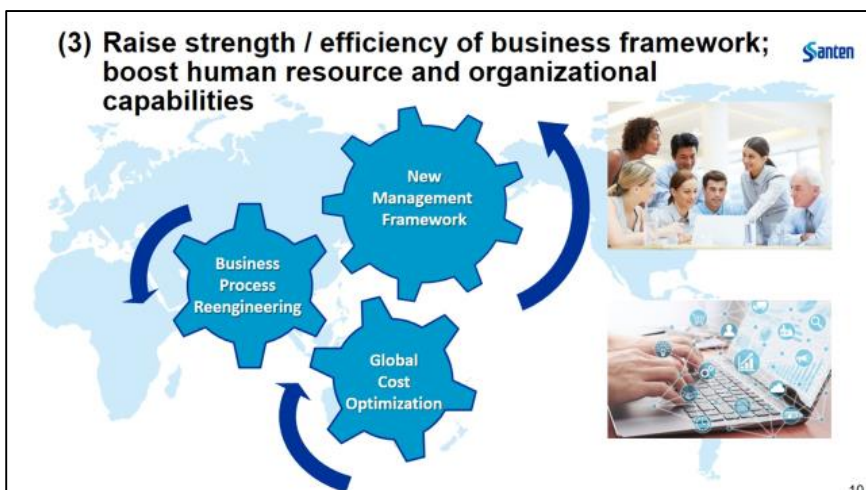 (3) Raise strength / efficiency of business framework;
boost human resource and organizational
capabilities
Santen
New
Management
Framework
Business
Process
Reengineering
Global
Cost
Optimization